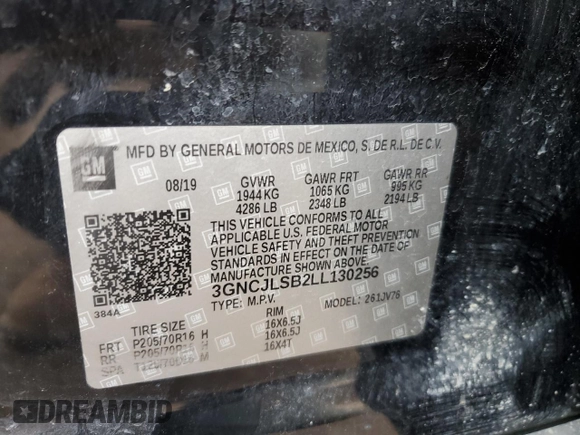 GM
MFD BY GENERAL MOTORS DE MEXICO, S. DE R.L. DE C.V.
08/19 GVWR GAWR FRT GAWR RR
1944 KG 1065 KG 995 KG
4286 LB 2348 LB 2194 LB
THIS VEHICLE CONFORMS TO ALL
APPLICABLE U.S. FEDERAL MOTOR
VEHICLE SAFETY AND THEFT PREVENTION
STANDARDS IN EFFECT ON THE DATE OF
MANUFACTURE SHOWN ABOVE.
3GNCJLSB2LL130256
384A TYPE: M.P.V. MODEL: 261JV76
TIRE SIZE RIM
FRT P205/70R16 H 16X6.5J
RR P205/70R16 H 16X6.5J
SPA M 16X4T
DREAMBID